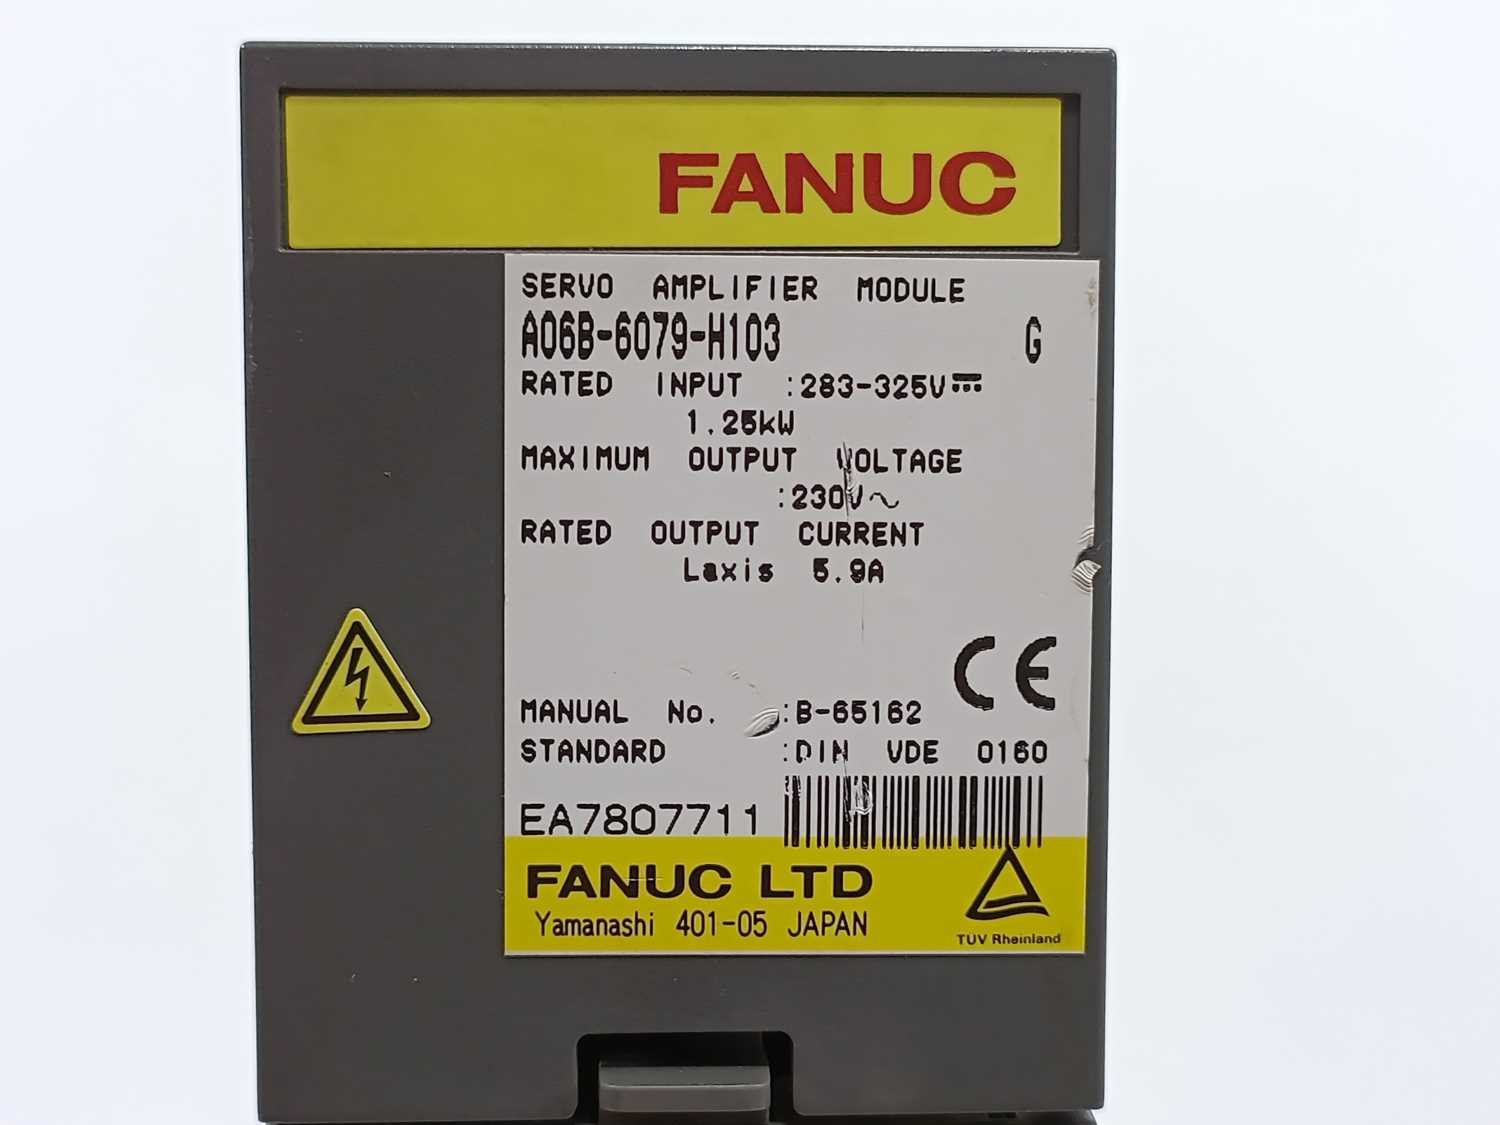 FANUC
SERVO AMPLIFIER MODULE
A06B-6079-H103 G
RATED INPUT :283-325V⎓
1.25kW
MAXIMUM OUTPUT VOLTAGE
:230V～
RATED OUTPUT CURRENT
Laxis 5.9A
CE
MANUAL No. :B-65162
STANDARD :DIN VDE 0160
EA7807711
FANUC LTD
Yamanashi 401-05 JAPAN
TÜV Rheinland